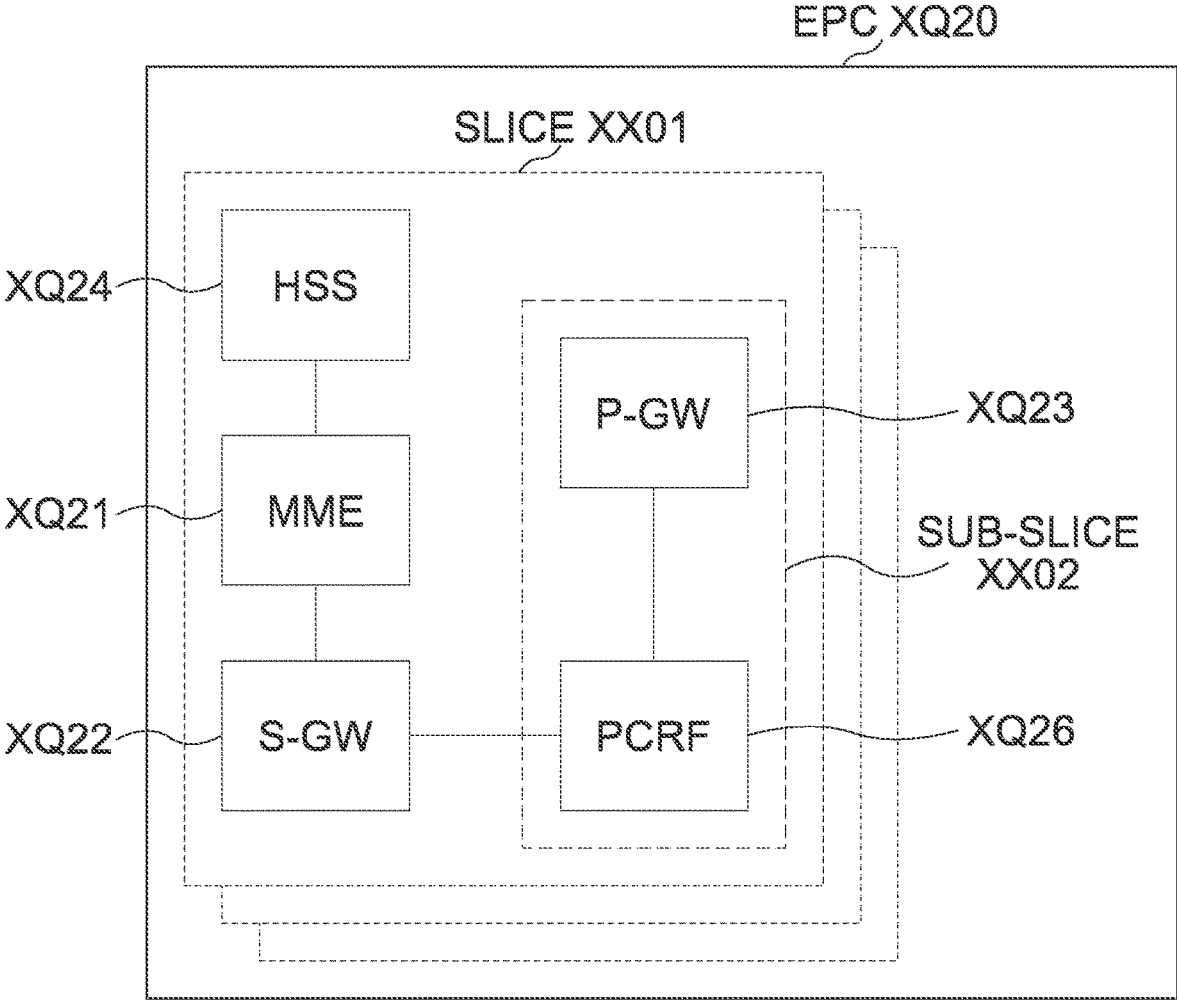 EPC XQ20
SLICE XX01
XQ24
HSS
P-GW
XQ23
XQ21
MME
SUB-SLICE
XX02
XQ22
S-GW
PCRF
XQ26